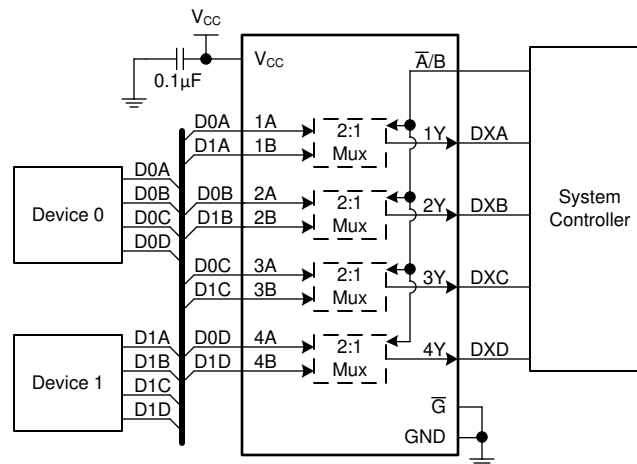 VCC
0.1µF
VCC
A/B
D0A 1A
D1A 1B
2:1
Mux
1Y DXA
D0B 2A
D1B 2B
2:1
Mux
2Y DXB
D0C 3A
D1C 3B
2:1
Mux
3Y DXC
D0D 4A
D1D 4B
2:1
Mux
4Y DXD
G
GND
Device 0
D0A
D0B
D0C
D0D
Device 1
D1A
D1B
D1C
D1D
System
Controller